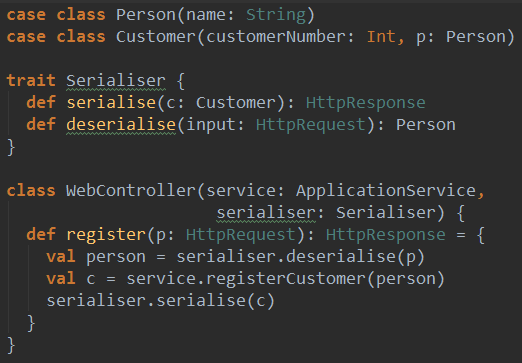 case class Person(name: String)
case class Customer(customerNumber: Int, p: Person)

trait Serialiser {
  def serialise(c: Customer): HttpResponse
  def deserialise(input: HttpRequest): Person
}

class WebController(service: ApplicationService,
                    serialiser: Serialiser) {
  def register(p: HttpRequest): HttpResponse = {
    val person = serialiser.deserialise(p)
    val c = service.registerCustomer(person)
    serialiser.serialise(c)
  }
}